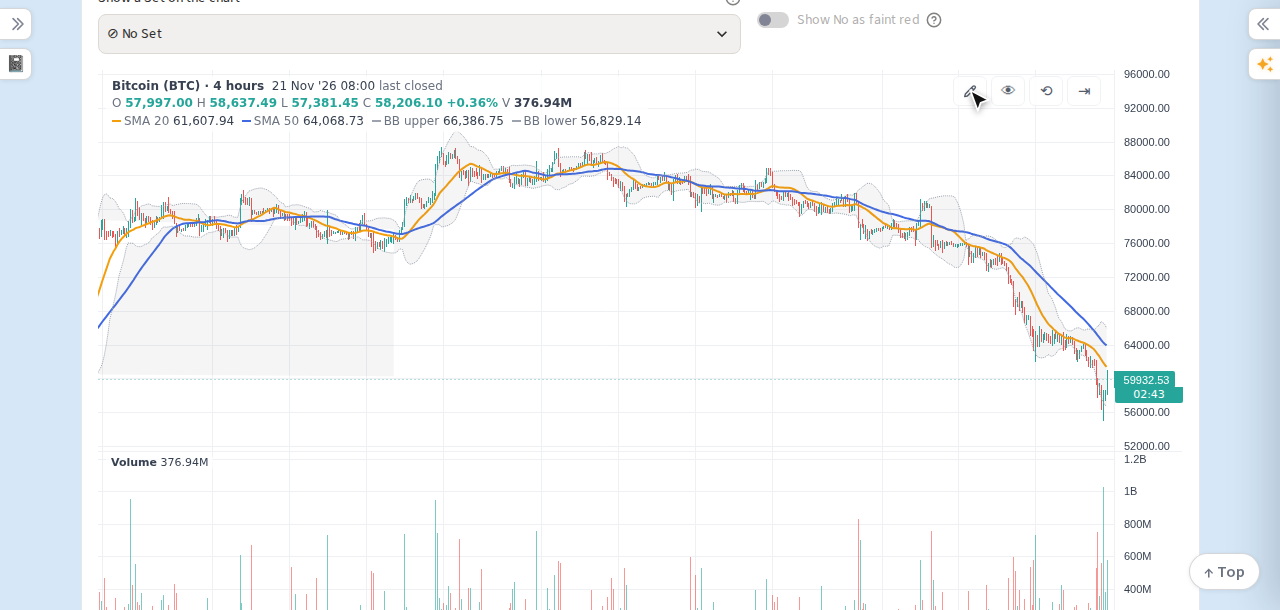 ⊘ No Set
Show No as faint red
Bitcoin (BTC) · 4 hours 21 Nov '26 08:00 last closed
O 57,997.00 H 58,637.49 L 57,381.45 C 58,206.10 +0.36% V 376.94M
SMA 20 61,607.94 SMA 50 64,068.73 BB upper 66,386.75 BB lower 56,829.14
96000.00
92000.00
88000.00
84000.00
80000.00
76000.00
72000.00
68000.00
64000.00
59932.53
02:43
56000.00
52000.00
Volume 376.94M
1.2B
1B
800M
600M
400M
↑ Top